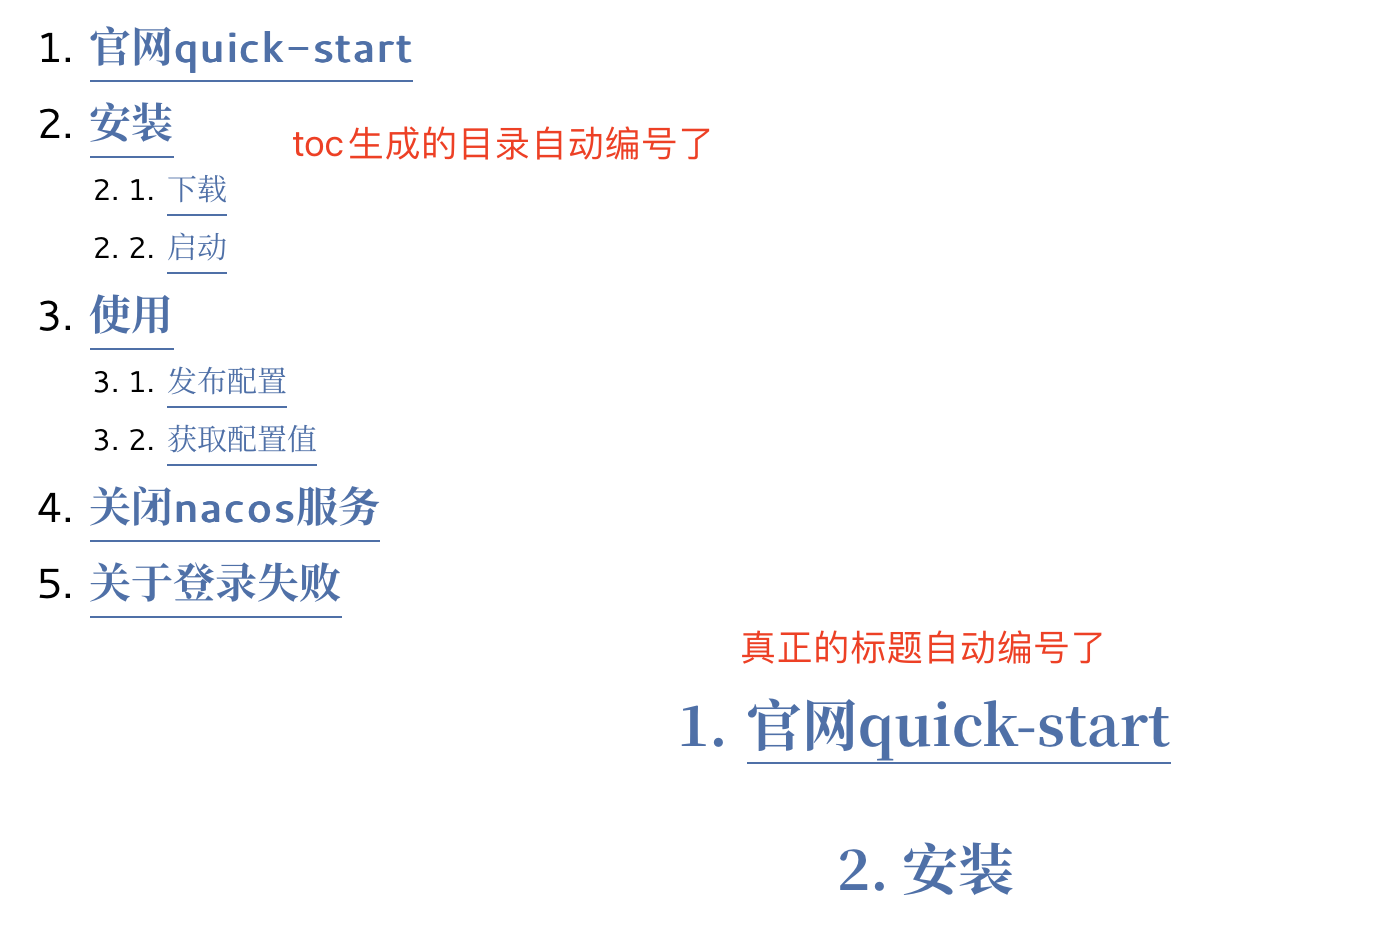 1. 官网quick-start
2. 安装
toc生成的目录自动编号了
2. 1. 下载
2. 2. 启动
3. 使用
3. 1. 发布配置
3. 2. 获取配置值
4. 关闭nacos服务
5. 关于登录失败
真正的标题自动编号了
1. 官网quick-start
2. 安装